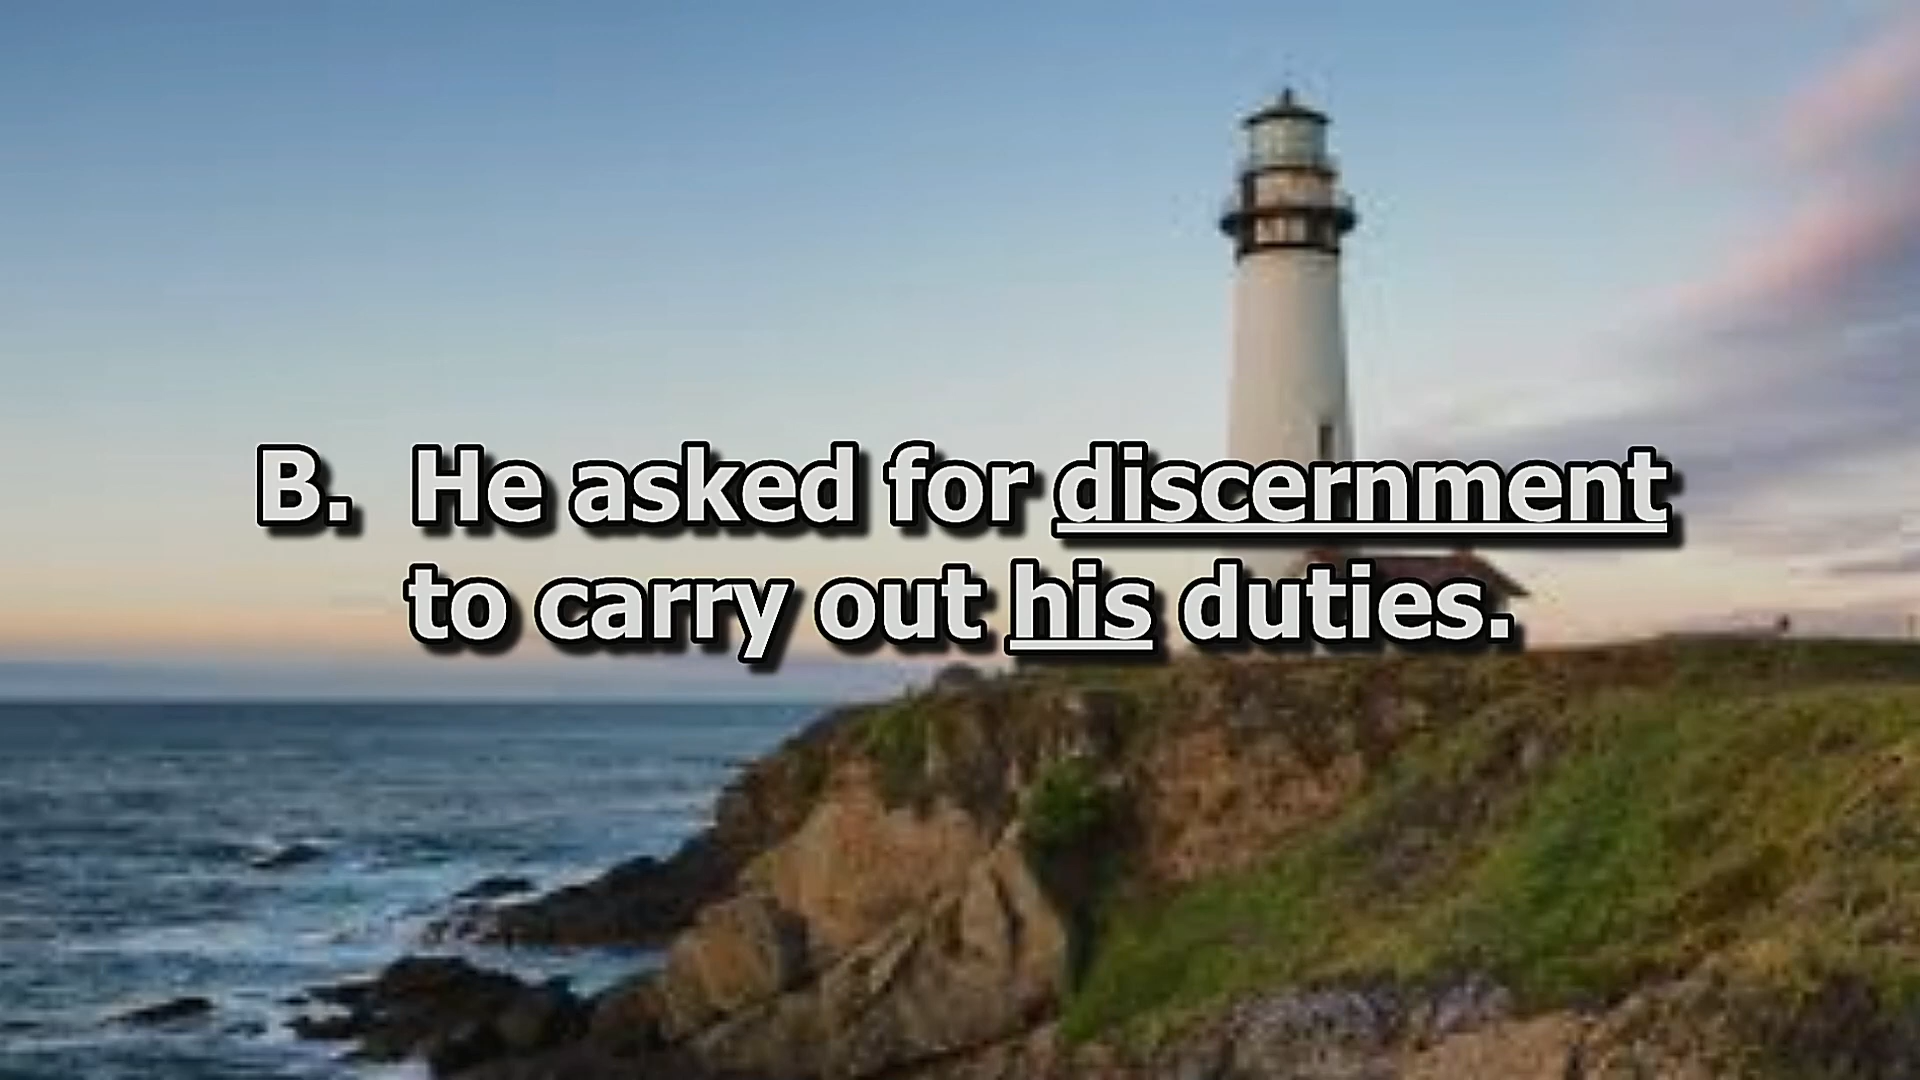 B. He asked for discernment
to carry out his duties.